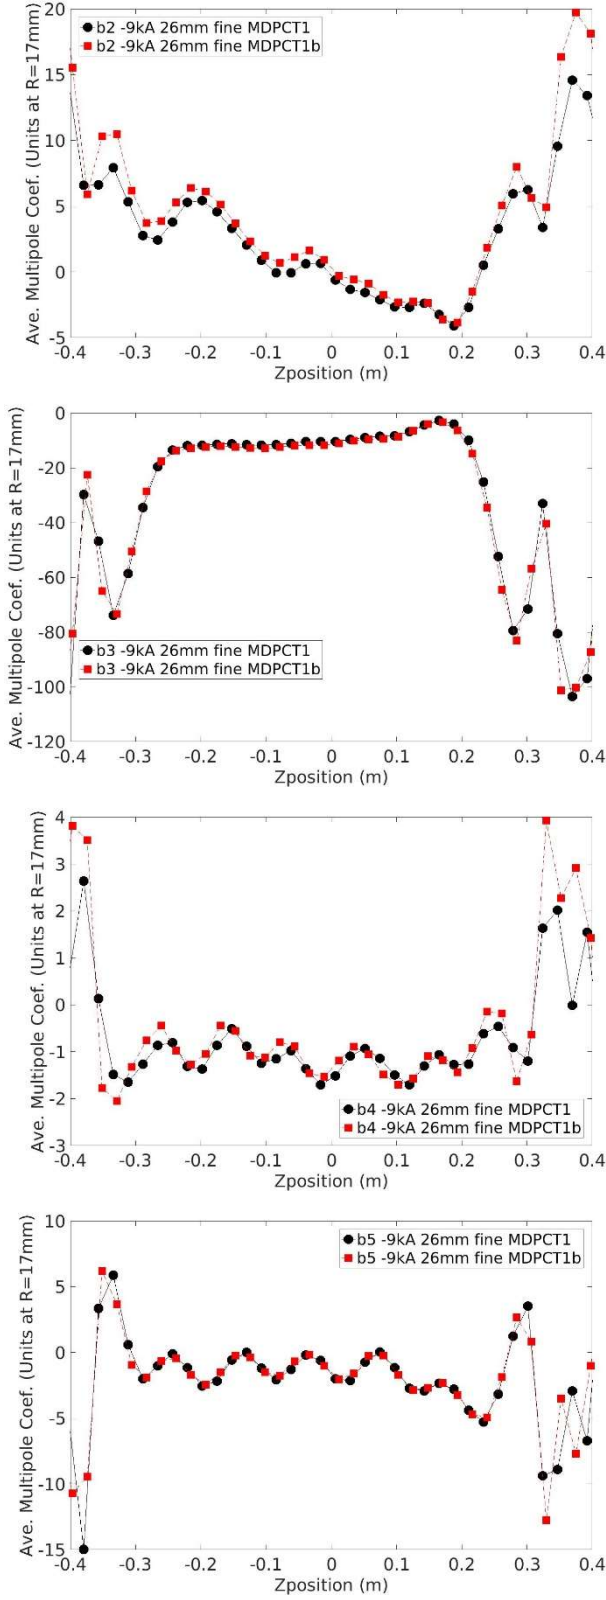 Ave. Multipole Coef. (Units at R=17mm)
20
15
10
5
0
-5
b2 -9kA 26mm fine MDPCT1
b2 -9kA 26mm fine MDPCT1b
-0.4 -0.3 -0.2 -0.1 0 0.1 0.2 0.3 0.4
Zposition (m)
Ave. Multipole Coef. (Units at R=17mm)
0
-20
-40
-60
-80
-100
-120
b3 -9kA 26mm fine MDPCT1
b3 -9kA 26mm fine MDPCT1b
-0.4 -0.3 -0.2 -0.1 0 0.1 0.2 0.3 0.4
Zposition (m)
Ave. Multipole Coef. (Units at R=17mm)
4
3
2
1
0
-1
-2
-3
b4 -9kA 26mm fine MDPCT1
b4 -9kA 26mm fine MDPCT1b
-0.4 -0.3 -0.2 -0.1 0 0.1 0.2 0.3 0.4
Zposition (m)
Ave. Multipole Coef. (Units at R=17mm)
10
5
0
-5
-10
-15
b5 -9kA 26mm fine MDPCT1
b5 -9kA 26mm fine MDPCT1b
-0.4 -0.3 -0.2 -0.1 0 0.1 0.2 0.3 0.4
Zposition (m)